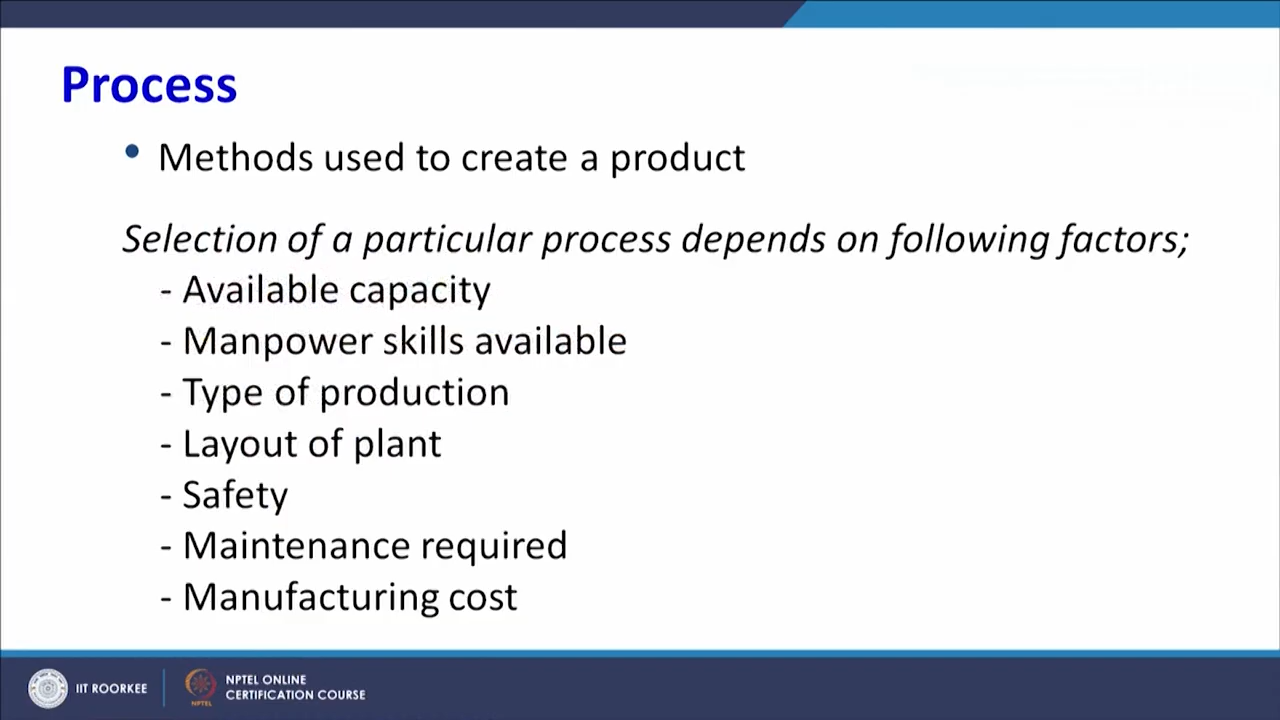 Process
• Methods used to create a product
Selection of a particular process depends on following factors;
- Available capacity
- Manpower skills available
- Type of production
- Layout of plant
- Safety
- Maintenance required
- Manufacturing cost
IIT ROORKEE
NPTEL
NPTEL ONLINE
CERTIFICATION COURSE